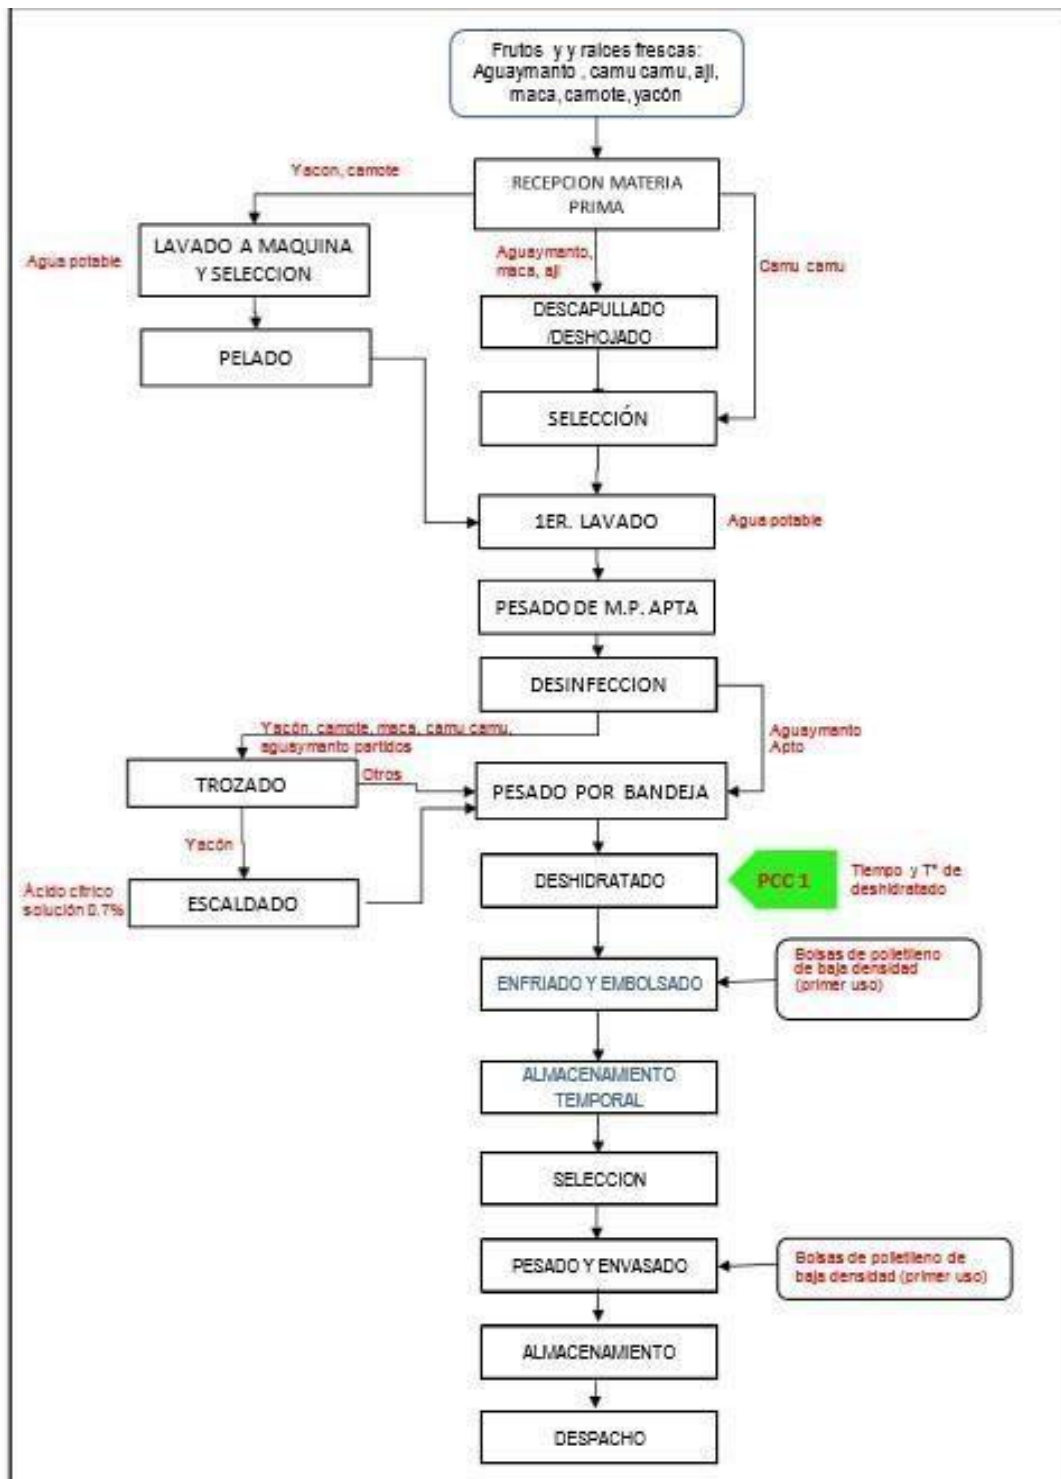 Frutos y y raices frescas:
Aguaymanto , camu camu, aji,
maca, camote, yacón
Yacon, camote
RECEPCION MATERIA
PRIMA
Agua potable
LAVADO A MAQUINA
Y SELECCION
Aguaymanto,
maca, aji
Camu camu
DESCAPULLADO
/DESHOJADO
PELADO
SELECCIÓN
1ER. LAVADO
Agua potable
PESADO DE M.P. APTA
DESINFECCION
Yacón, camote, maca, camu camu,
aguaymanto partidos
Aguaymanto
Apto
TROZADO
Otros
PESADO POR BANDEJA
Yacón
Ácido cítrico
solución 0.7%
ESCALDADO
DESHIDRATADO
PCC 1
Tiempo y T° de
deshidratado
ENFRIADO Y EMBOLSADO
Bolsas de polietileno
de baja densidad
(primer uso)
ALMACENAMIENTO
TEMPORAL
SELECCION
PESADO Y ENVASADO
Bolsas de polietileno de
baja densidad (primer uso)
ALMACENAMIENTO
DESPACHO